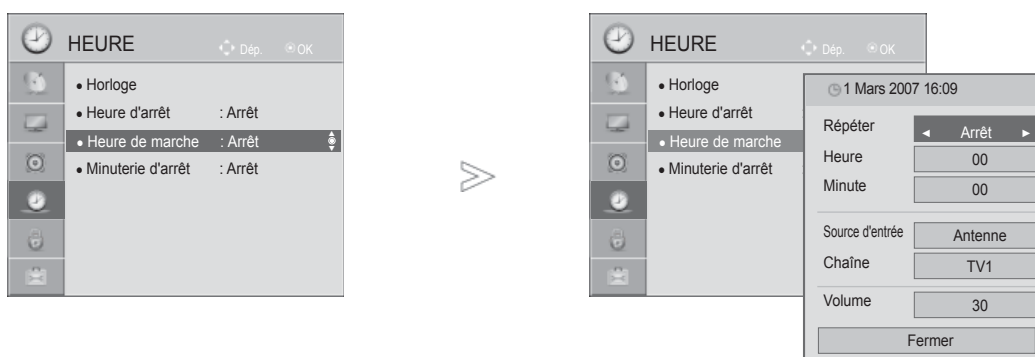 HEURE
Dép.
OK
• Horloge
• Heure d'arrêt : Arrêt
• Heure de marche : Arrêt
• Minuterie d'arrêt : Arrêt
HEURE
Dép.
OK
• Horloge
• Heure d'arrêt
• Heure de marche
• Minuterie d'arrêt
1 Mars 2007 16:09
Répéter ◄ Arrêt ►
Heure 00
Minute 00
Source d'entrée Antenne
Chaîne TV1
Volume 30
Fermer